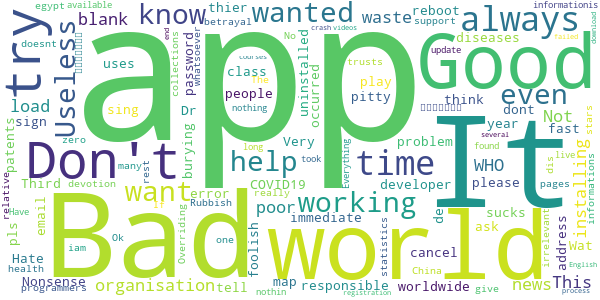 egypt available thier wanted waste reboot informationis
blank know betrayal always doesnt support
try app No crash videos Good diseases
Useless uses password collections whatsoever class people end courses update
load sing The nothing uninstalled occurred trusts play pitty think even
sign patents zero Dr long Very took Everything problem dont Not year fast
Don't help time It WHO found stars
many burying COVID19 really developer please several live
relative Third devotion rest want error poor working de sucks pages dis Installing informations
pls Have email iam If Rubbish immediate cancel ask irrelevant Wat
Hate Ok Overriding one foolish statistics address English
Bad world China news This
health Nonsense organisation tell map responsible worldwide give process
programmers nothin registration failed download